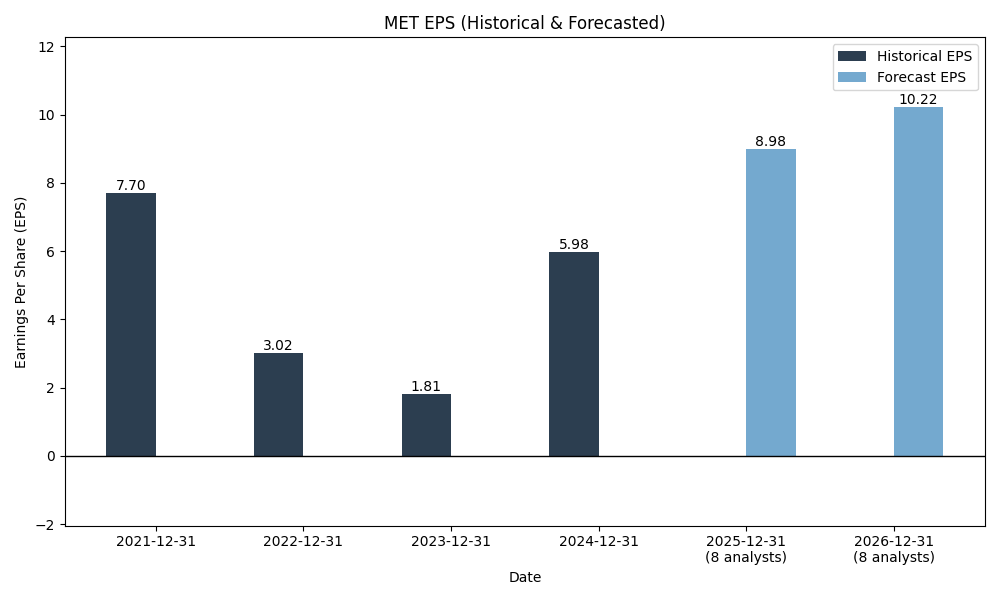 MET EPS (Historical & Forecasted)
Historical EPS
Forecast EPS
Earnings Per Share (EPS)
12
10
8
6
4
2
0
−2
7.70
3.02
1.81
5.98
8.98
10.22
2021-12-31
2022-12-31
2023-12-31
2024-12-31
2025-12-31
(8 analysts)
2026-12-31
(8 analysts)
Date